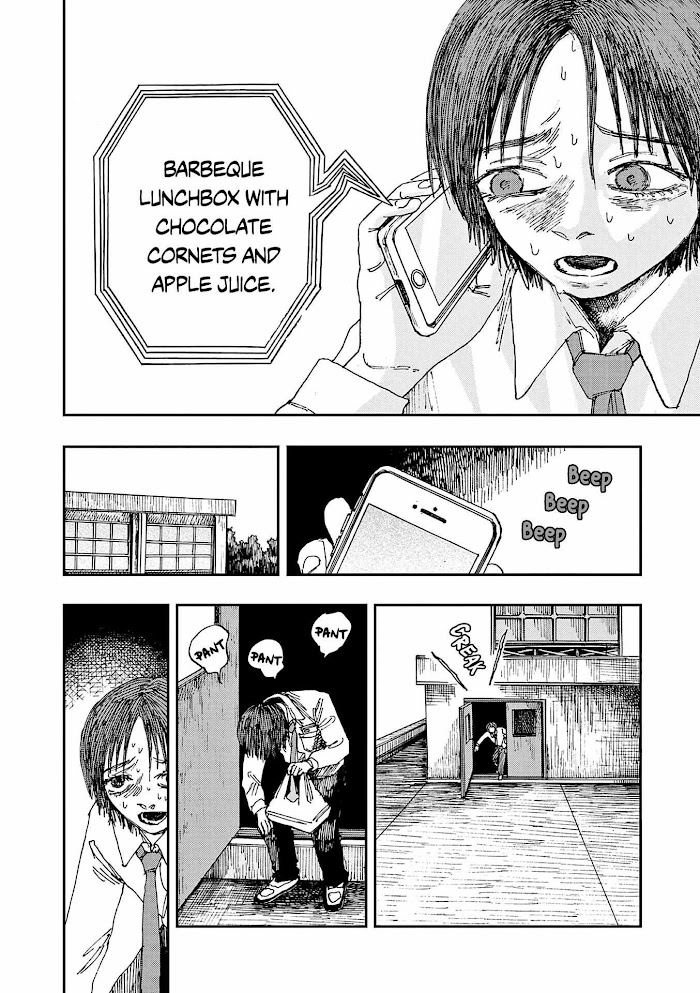 BARBEQUE
LUNCHBOX WITH
CHOCOLATE
CORNETS AND
APPLE JUICE.
Beep
Beep
Beep
CREAK
PANT
PANT
PANT